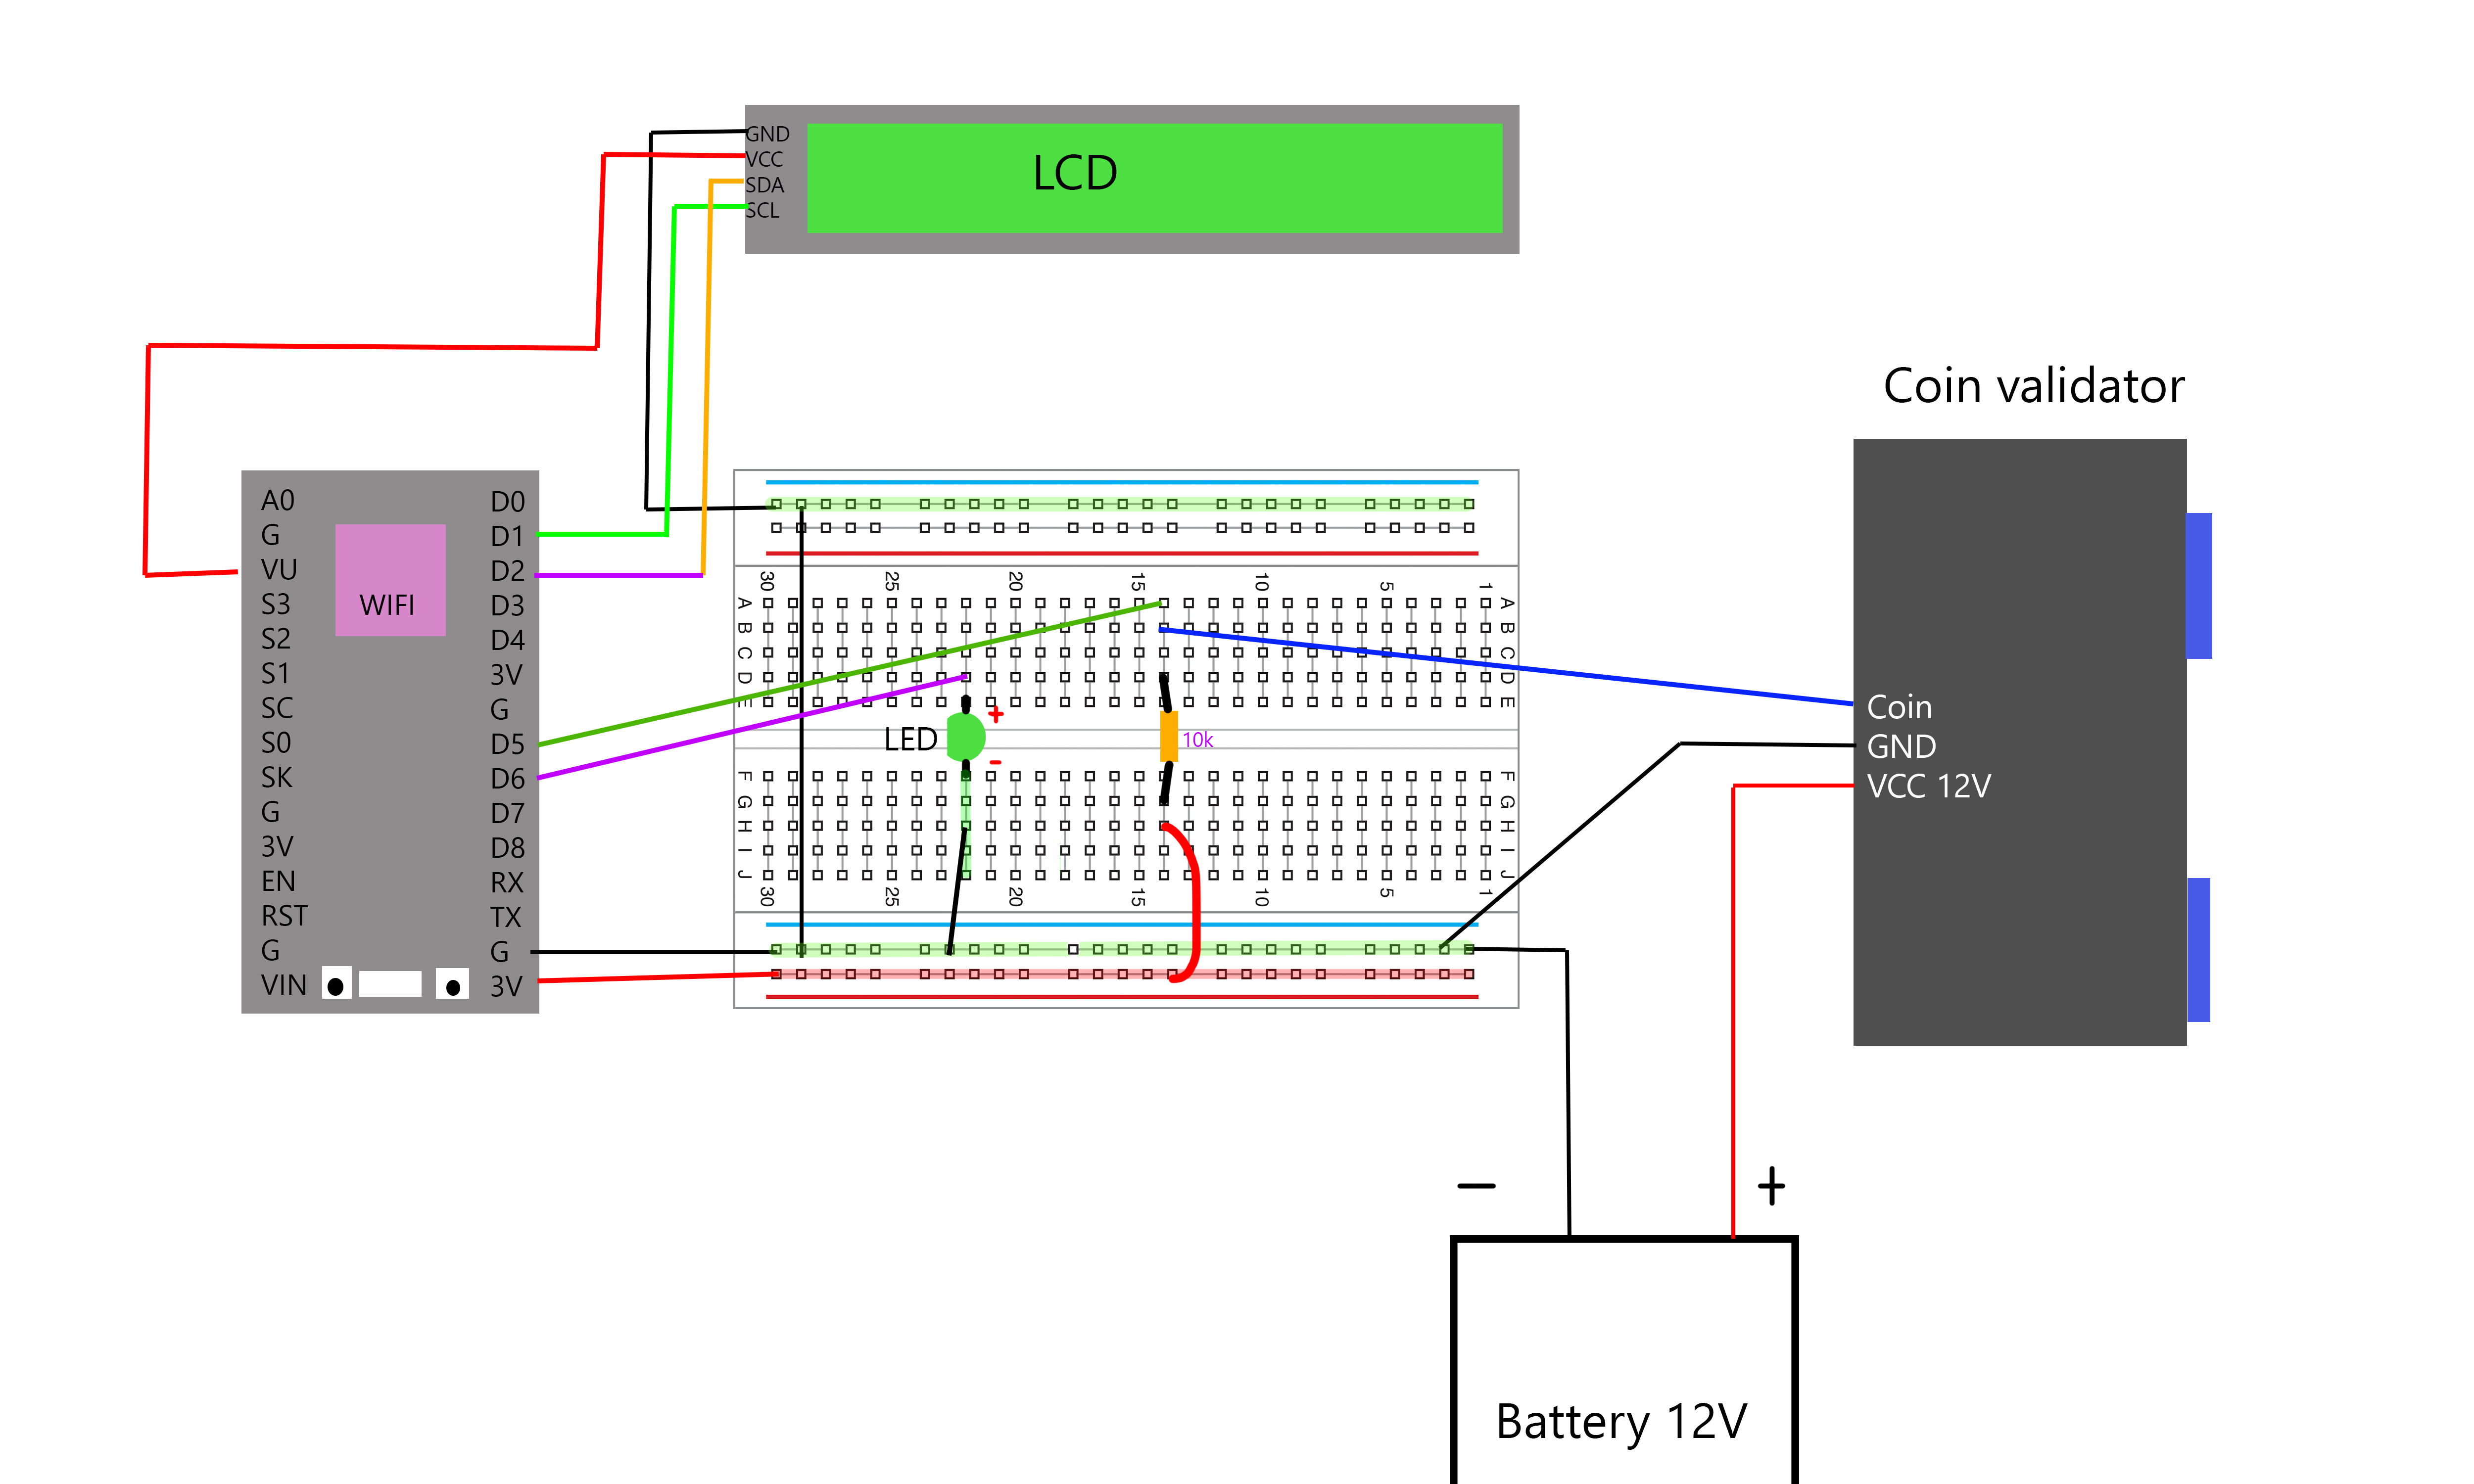 GND
VCC
SDA
SCL
LCD
Coin validator
A0
G
VU
S3
S2
S1
SC
S0
SK
G
3V
EN
RST
G
VIN
WIFI
D0
D1
D2
D3
D4
3V
G
D5
D6
D7
D8
RX
TX
G
3V
30 25 20 15 10 5 1
A A
B B
C C
D D
E E
LED
+
−
10k
F F
G G
H H
I I
J J
30 25 20 15 10 5 1
Coin
GND
VCC 12V
− +
Battery 12V